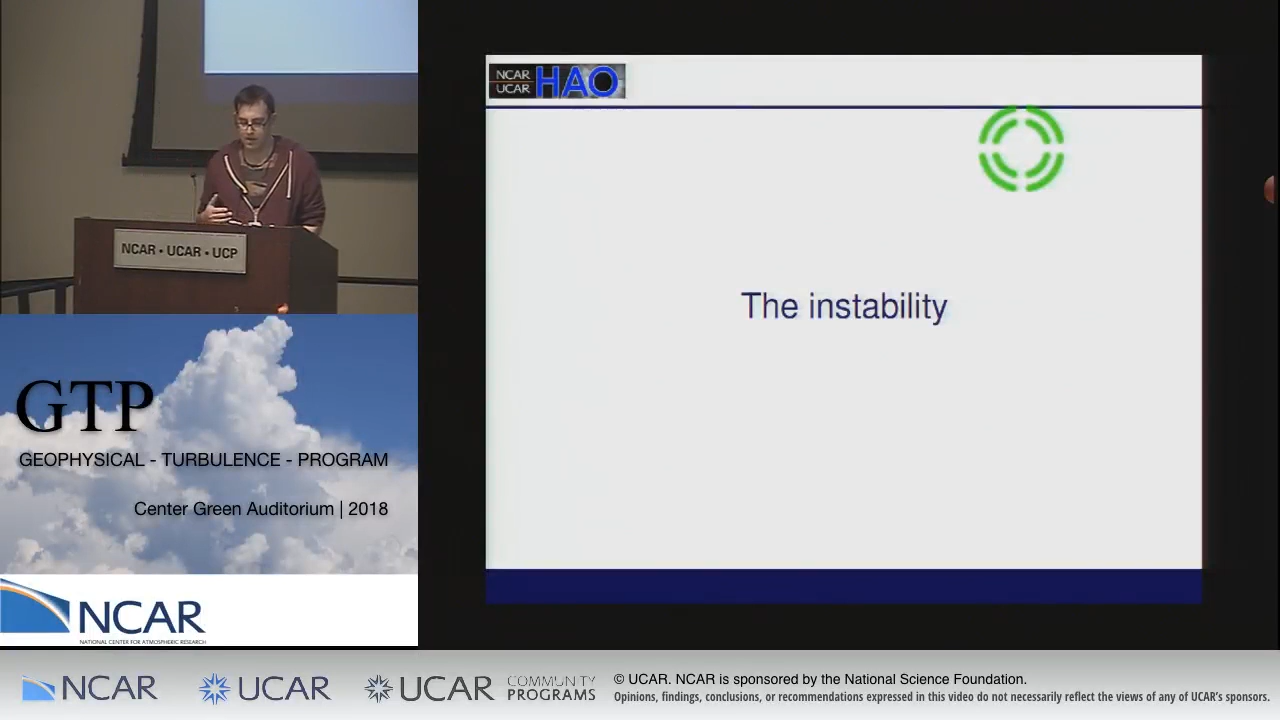 NCAR
UCAR HAO
The instability
NCAR • UCAR • UCP
GTP
GEOPHYSICAL - TURBULENCE - PROGRAM
Center Green Auditorium | 2018
NCAR
NATIONAL CENTER FOR ATMOSPHERIC RESEARCH
NCAR
UCAR
UCAR
COMMUNITY
PROGRAMS
© UCAR. NCAR is sponsored by the National Science Foundation.
Opinions, findings, conclusions, or recommendations expressed in this video do not necessarily reflect the views of any of UCAR's sponsors.